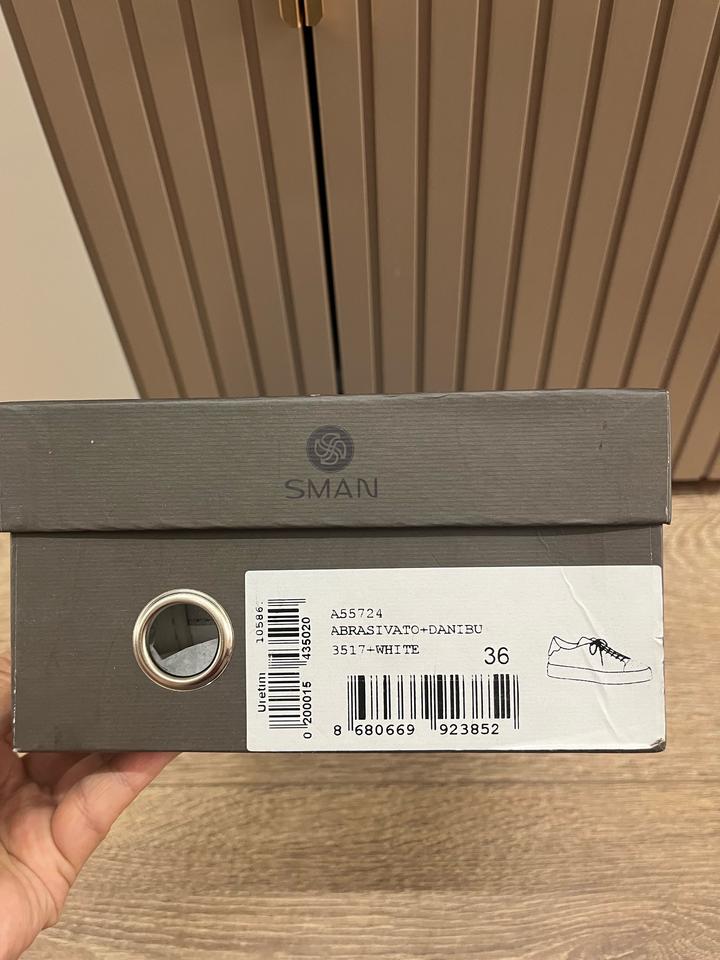 SMAN
A55724
ABRASIVATO+DANIBU
3517+WHITE
36
8 680669 923852
Uretim 10586.
0 200015 435020